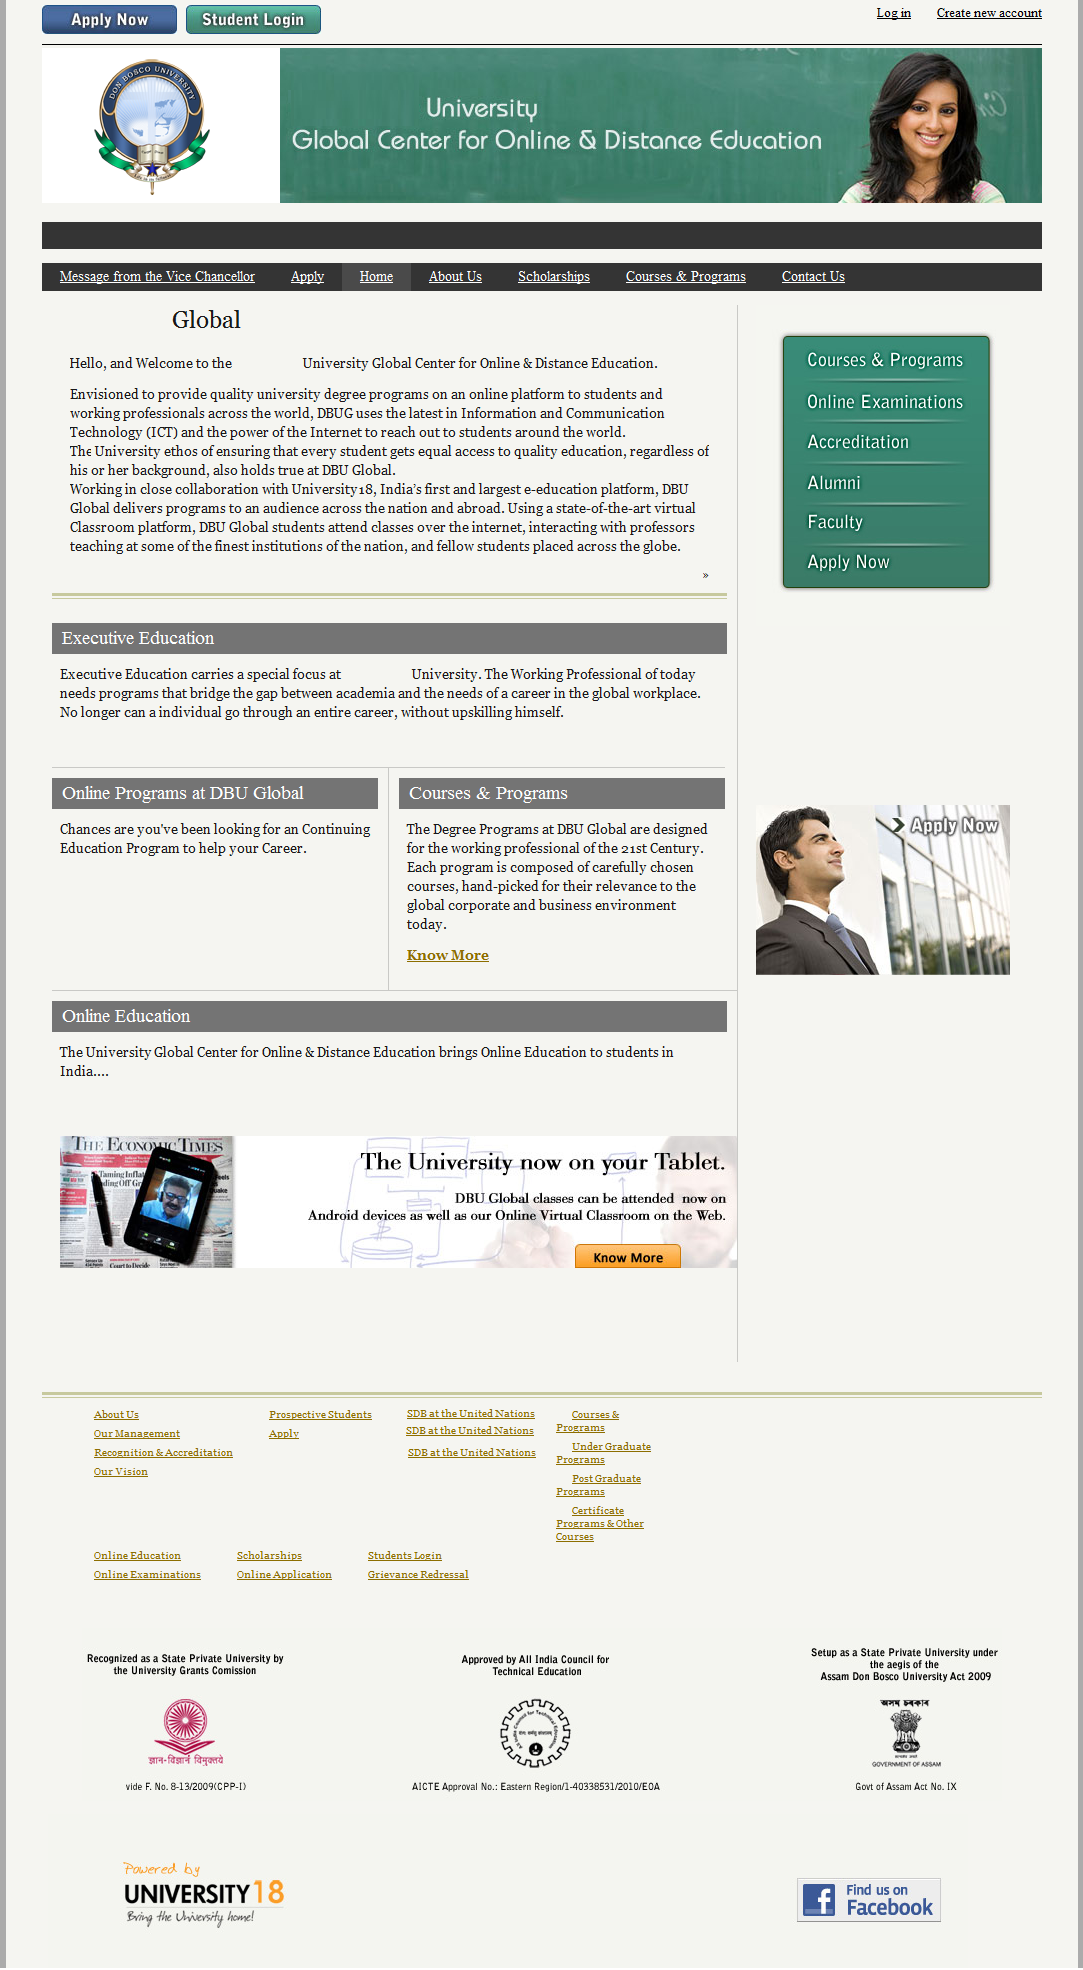 Apply Now
Student Login
Log in
Create new account
DON BOSCO UNIVERSITY
University
Global Center for Online & Distance Education
Message from the Vice Chancellor
Apply
Home
About Us
Scholarships
Courses & Programs
Contact Us
Global
Hello, and Welcome to the University Global Center for Online & Distance Education.
Envisioned to provide quality university degree programs on an online platform to students and
working professionals across the world, DBUG uses the latest in Information and Communication
Technology (ICT) and the power of the Internet to reach out to students around the world.
The University ethos of ensuring that every student gets equal access to quality education, regardless of
his or her background, also holds true at DBU Global.
Working in close collaboration with University18, India's first and largest e-education platform, DBU
Global delivers programs to an audience across the nation and abroad. Using a state-of-the-art virtual
Classroom platform, DBU Global students attend classes over the internet, interacting with professors
teaching at some of the finest institutions of the nation, and fellow students placed across the globe.
»
Courses & Programs
Online Examinations
Accreditation
Alumni
Faculty
Apply Now
Executive Education
Executive Education carries a special focus at University. The Working Professional of today
needs programs that bridge the gap between academia and the needs of a career in the global workplace.
No longer can a individual go through an entire career, without upskilling himself.
Online Programs at DBU Global
Chances are you've been looking for an Continuing
Education Program to help your Career.
Courses & Programs
The Degree Programs at DBU Global are designed
for the working professional of the 21st Century.
Each program is composed of carefully chosen
courses, hand-picked for their relevance to the
global corporate and business environment
today.
Know More
Apply Now
Online Education
The University Global Center for Online & Distance Education brings Online Education to students in
India....
THE ECONOMIC TIMES
Taming Inflat
Court to Decide
The University now on your Tablet.
DBU Global classes can be attended now on
Android devices as well as our Online Virtual Classroom on the Web.
Know More
About Us
Our Management
Recognition & Accreditation
Our Vision
Prospective Students
Apply
SDB at the United Nations
SDB at the United Nations
SDB at the United Nations
Courses &
Programs
Under Graduate
Programs
Post Graduate
Programs
Certificate
Programs & Other
Courses
Online Education
Online Examinations
Scholarships
Online Application
Students Login
Grievance Redressal
Recognized as a State Private University by
the University Grants Comission
ज्ञान-विज्ञानं विमुक्तये
vide F. No. 8-13/2009(CPP-I)
Approved by All India Council for
Technical Education
AICTE Approval No.: Eastern Region/1-40338531/2010/EOA
Setup as a State Private University under
the aegis of the
Assam Don Bosco University Act 2009
অসম চৰকাৰ
GOVERNMENT OF ASSAM
Govt of Assam Act No. IX
Powered by
UNIVERSITY18
Bring the University home!
Find us on
Facebook